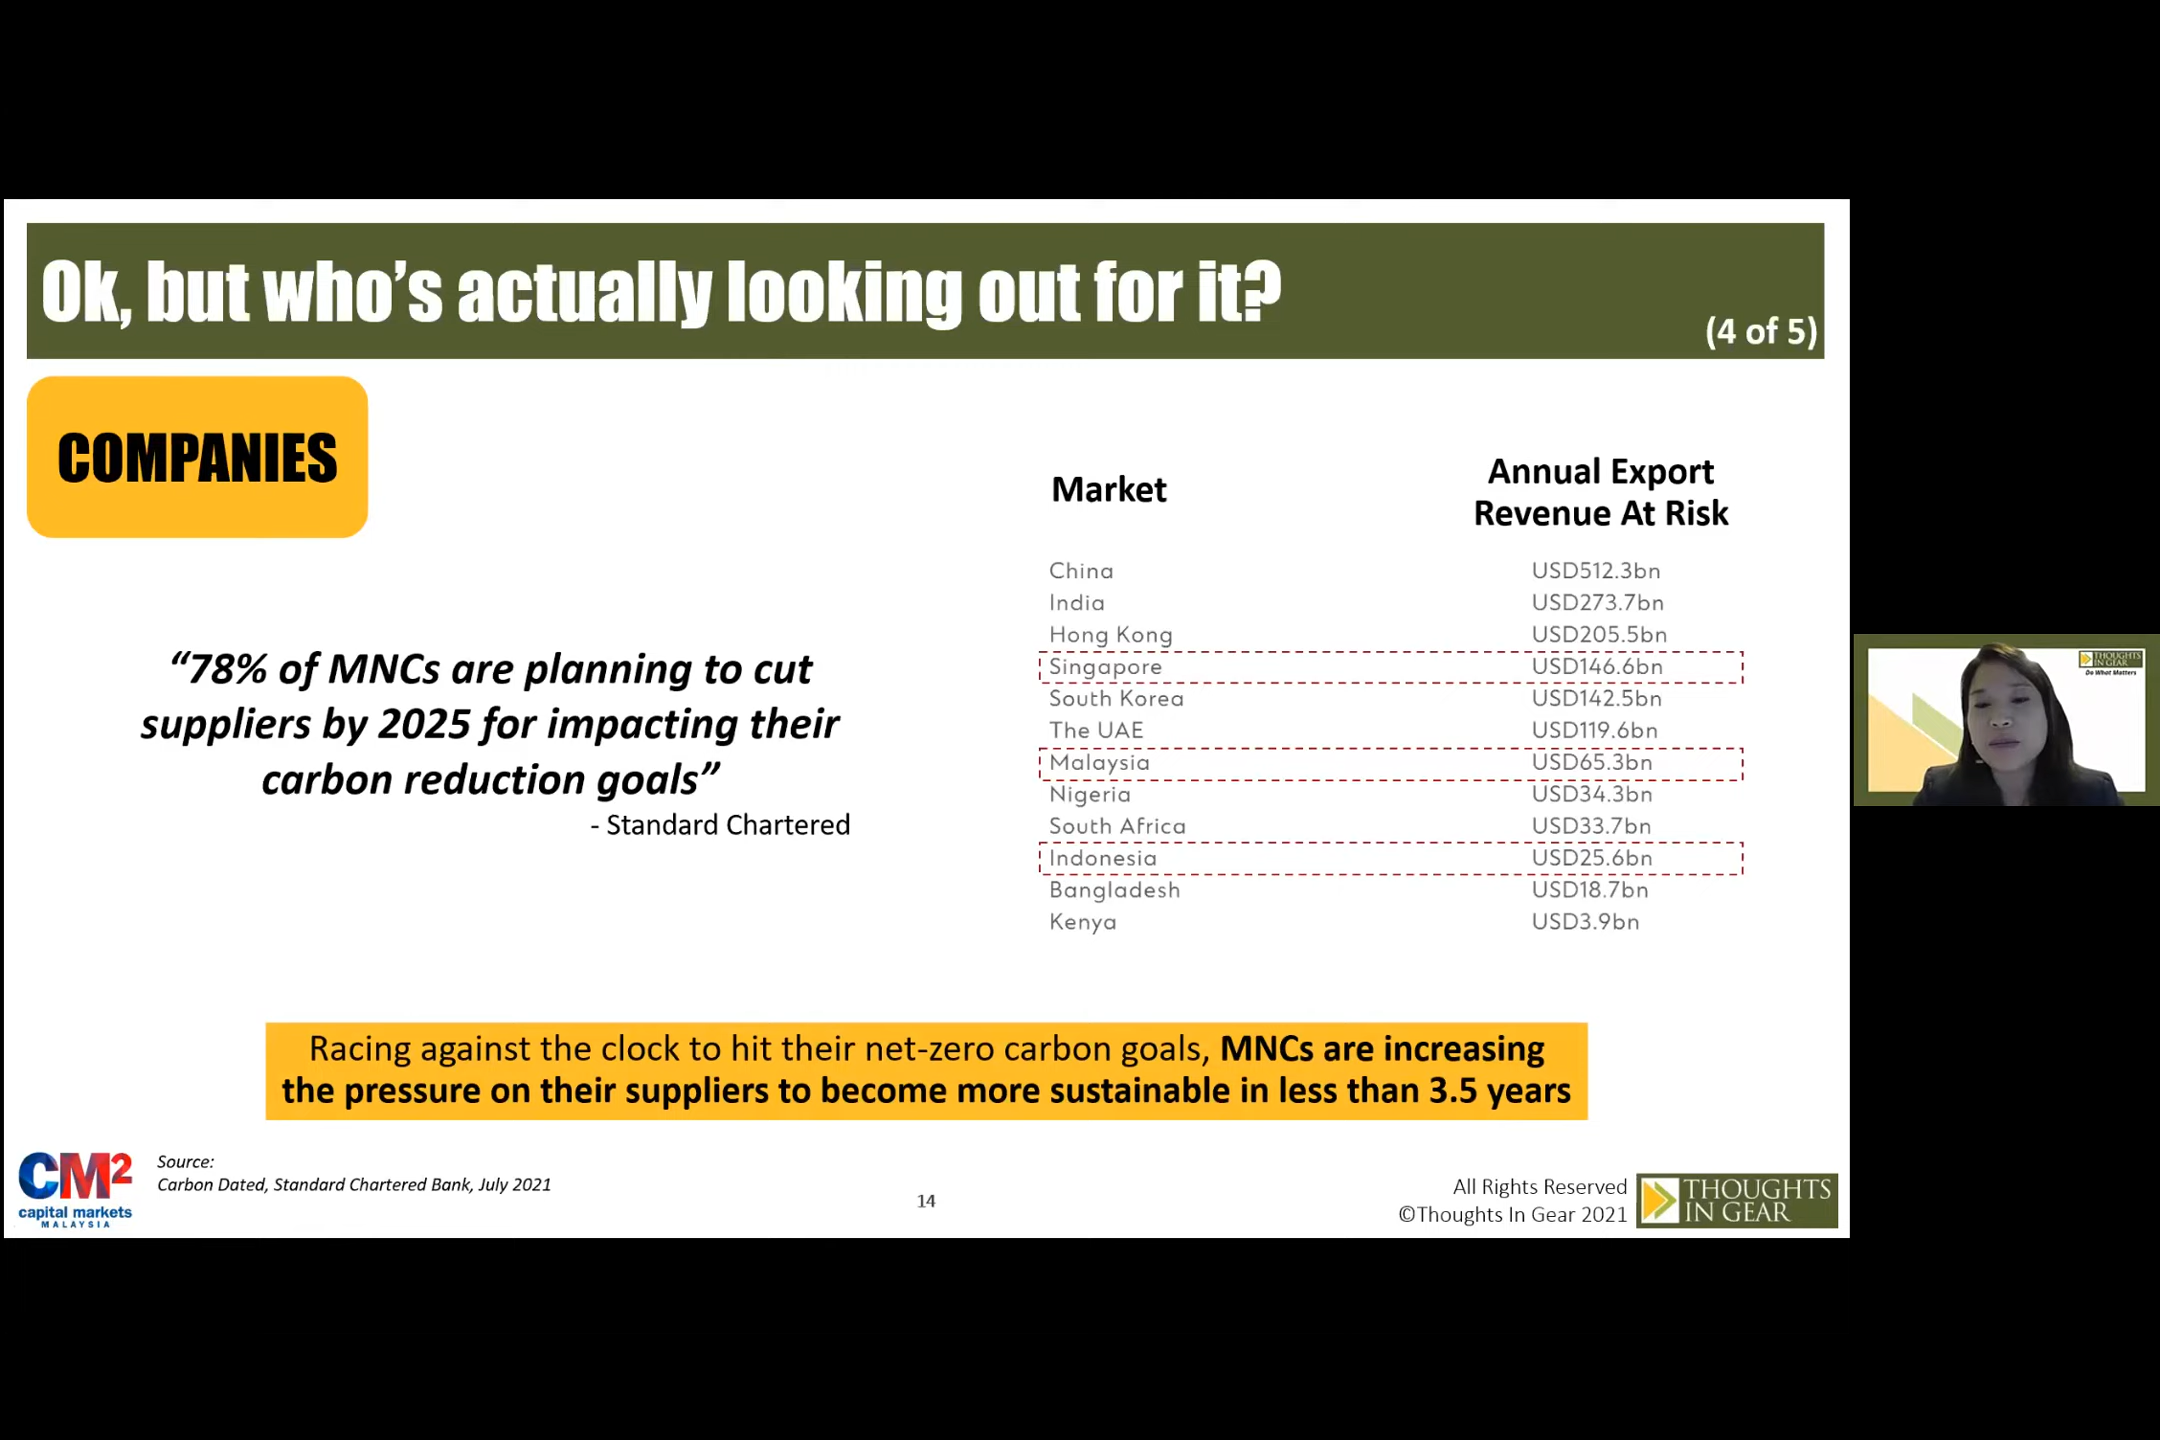 Ok, but who’s actually looking out for it?
(4 of 5)
COMPANIES
“78% of MNCs are planning to cut
suppliers by 2025 for impacting their
carbon reduction goals”
- Standard Chartered
Market
Annual Export
Revenue At Risk
China USD512.3bn
India USD273.7bn
Hong Kong USD205.5bn
Singapore USD146.6bn
South Korea USD142.5bn
The UAE USD119.6bn
Malaysia USD65.3bn
Nigeria USD34.3bn
South Africa USD33.7bn
Indonesia USD25.6bn
Bangladesh USD18.7bn
Kenya USD3.9bn
Racing against the clock to hit their net-zero carbon goals, MNCs are increasing
the pressure on their suppliers to become more sustainable in less than 3.5 years
CM2
capital markets
MALAYSIA
Source:
Carbon Dated, Standard Chartered Bank, July 2021
14
All Rights Reserved
©Thoughts In Gear 2021
THOUGHTS
IN GEAR
THOUGHTS
IN GEAR
Do What Matters